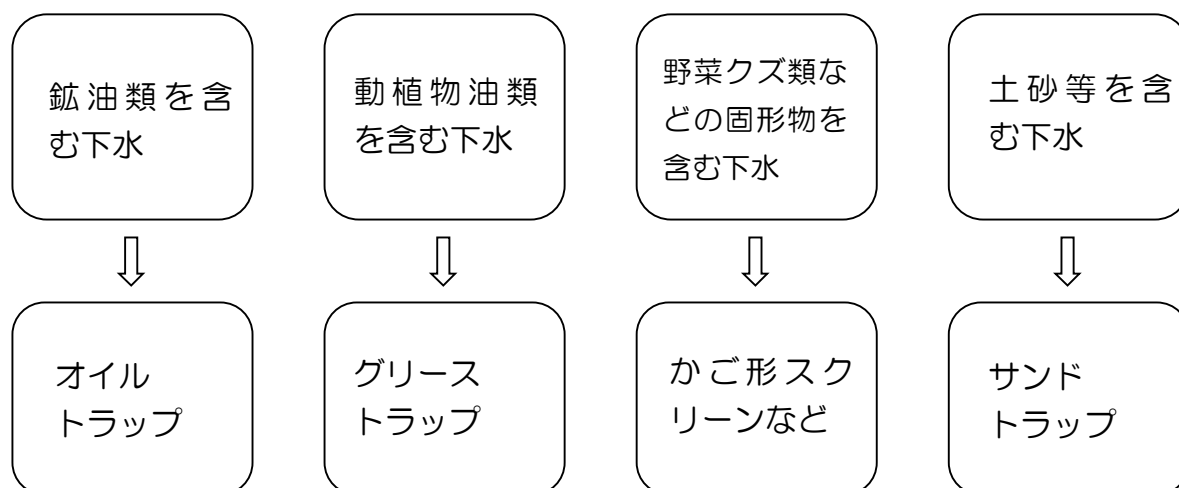 鉱油類を含
む下水
動植物油類
を含む下水
野菜クズ類な
どの固形物を
含む下水
土砂等を含
む下水
オイル
トラップ
グリース
トラップ
かご形スク
リーンなど
サンド
トラップ